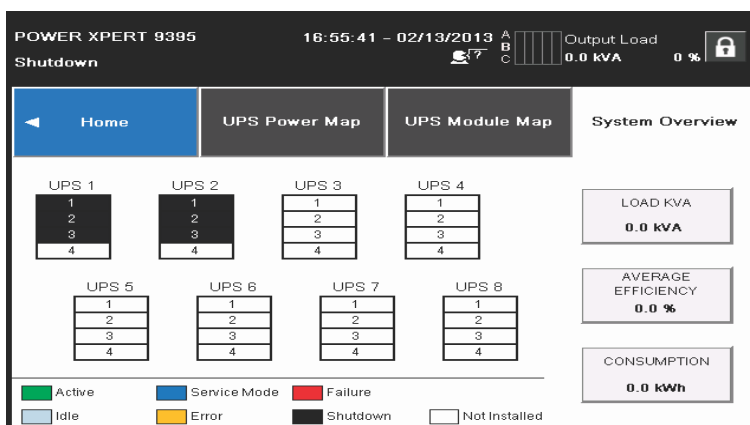 POWER XPERT 9395
16:55:41 - 02/13/2013
Shutdown
A
B
C
Output Load
0.0 kVA 0 %
Home
UPS Power Map
UPS Module Map
System Overview
UPS 1
1
2
3
4
UPS 2
1
2
3
4
UPS 3
1
2
3
4
UPS 4
1
2
3
4
UPS 5
1
2
3
4
UPS 6
1
2
3
4
UPS 7
1
2
3
4
UPS 8
1
2
3
4
LOAD KVA
0.0 kVA
AVERAGE
EFFICIENCY
0.0 %
CONSUMPTION
0.0 kWh
Active
Service Mode
Failure
Idle
Error
Shutdown
Not Installed